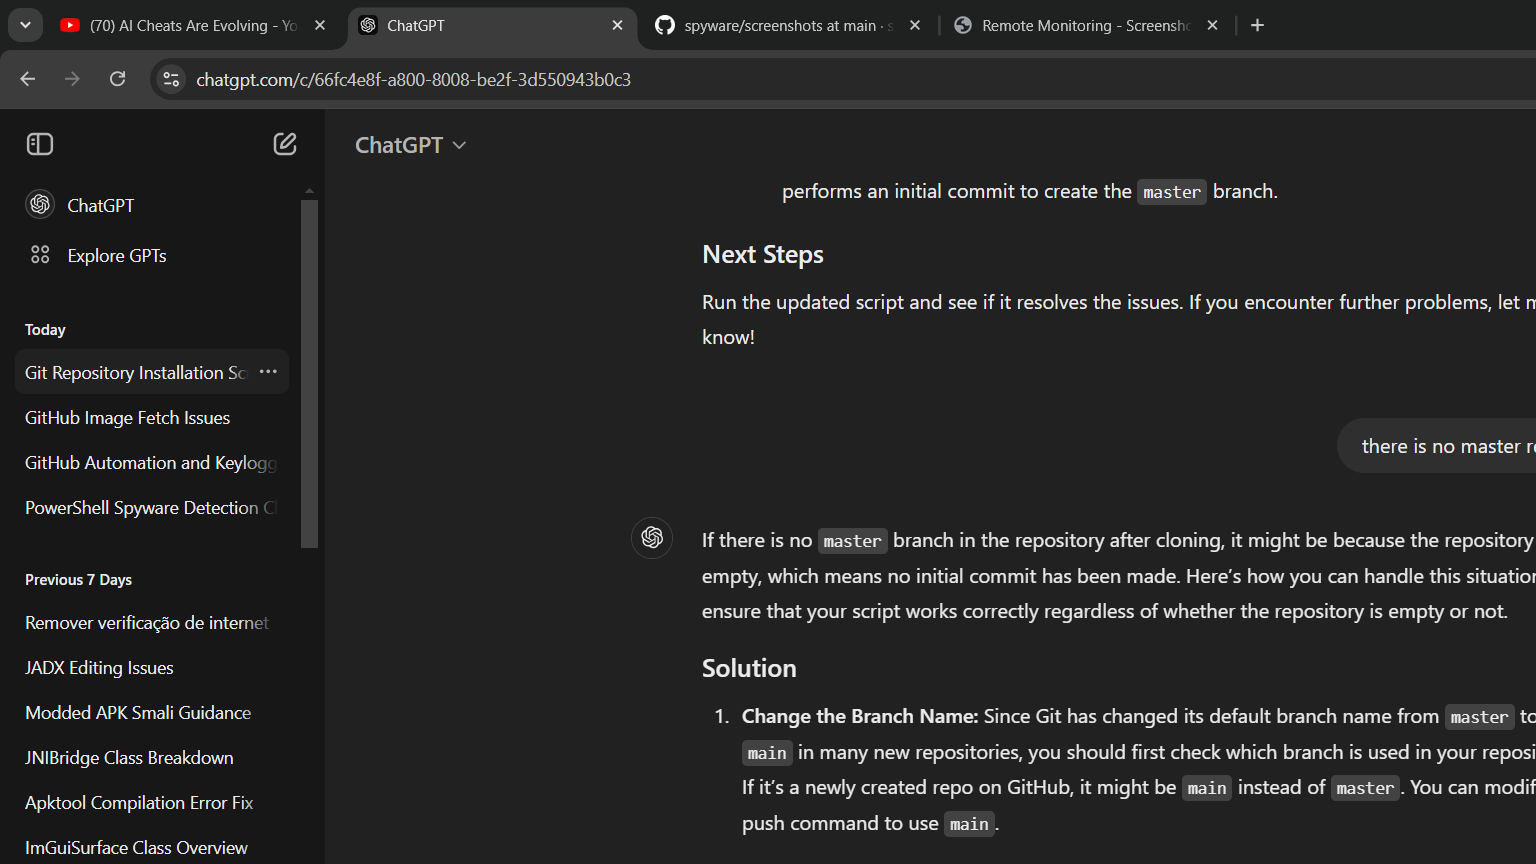 (70) AI Cheats Are Evolving - Yo
ChatGPT
spyware/screenshots at main · s
Remote Monitoring - Screensho
chatgpt.com/c/66fc4e8f-a800-8008-be2f-3d550943b0c3
ChatGPT
Explore GPTs
Today
Git Repository Installation Sc
GitHub Image Fetch Issues
GitHub Automation and Keylogg
PowerShell Spyware Detection C
Previous 7 Days
Remover verificação de internet
JADX Editing Issues
Modded APK Smali Guidance
JNIBridge Class Breakdown
Apktool Compilation Error Fix
ImGuiSurface Class Overview
ChatGPT
performs an initial commit to create the master branch.
Next Steps
Run the updated script and see if it resolves the issues. If you encounter further problems, let m
know!
there is no master re
If there is no master branch in the repository after cloning, it might be because the repository
empty, which means no initial commit has been made. Here's how you can handle this situation
ensure that your script works correctly regardless of whether the repository is empty or not.
Solution
1. Change the Branch Name: Since Git has changed its default branch name from master to
main in many new repositories, you should first check which branch is used in your reposi
If it's a newly created repo on GitHub, it might be main instead of master. You can modif
push command to use main.